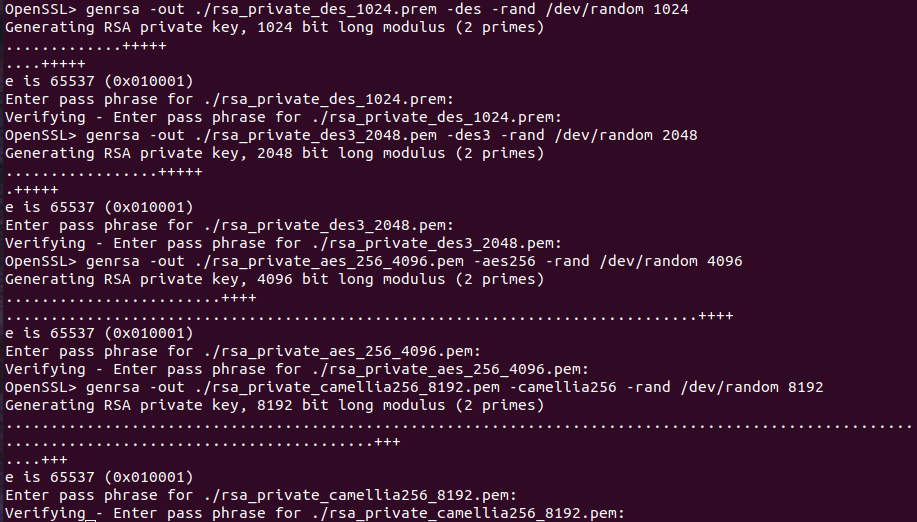 OpenSSL> genrsa -out ./rsa_private_des_1024.prem -des -rand /dev/random 1024
Generating RSA private key, 1024 bit long modulus (2 primes)
.............+++++
....+++++
e is 65537 (0x010001)
Enter pass phrase for ./rsa_private_des_1024.prem:
Verifying - Enter pass phrase for ./rsa_private_des_1024.prem:
OpenSSL> genrsa -out ./rsa_private_des3_2048.pem -des3 -rand /dev/random 2048
Generating RSA private key, 2048 bit long modulus (2 primes)
.................+++++
.+++++
e is 65537 (0x010001)
Enter pass phrase for ./rsa_private_des3_2048.pem:
Verifying - Enter pass phrase for ./rsa_private_des3_2048.pem:
OpenSSL> genrsa -out ./rsa_private_aes_256_4096.pem -aes256 -rand /dev/random 4096
Generating RSA private key, 4096 bit long modulus (2 primes)
........................++++
.............................................................................++++
e is 65537 (0x010001)
Enter pass phrase for ./rsa_private_aes_256_4096.pem:
Verifying - Enter pass phrase for ./rsa_private_aes_256_4096.pem:
OpenSSL> genrsa -out ./rsa_private_camellia256_8192.pem -camellia256 -rand /dev/random 8192
Generating RSA private key, 8192 bit long modulus (2 primes)
.....................................................................................................
.........................................+++
....+++
e is 65537 (0x010001)
Enter pass phrase for ./rsa_private_camellia256_8192.pem:
Verifying - Enter pass phrase for ./rsa_private_camellia256_8192.pem: